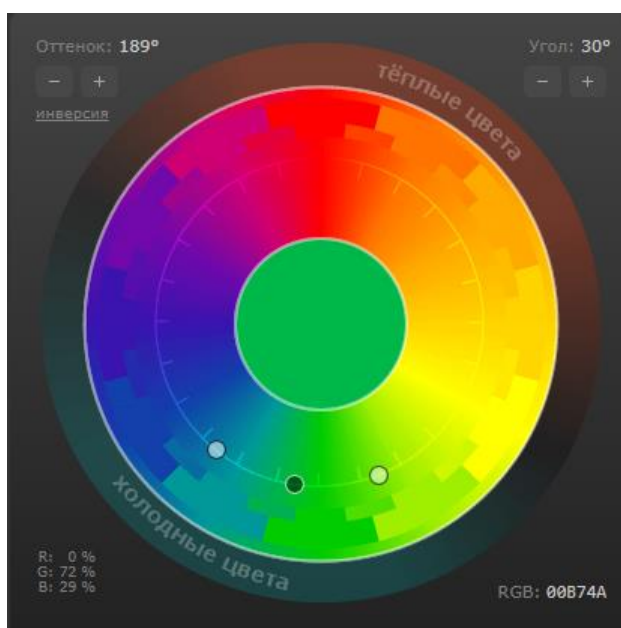 Оттенок: 189°
Угол: 30°
− +
− +
инверсия
тёплые цвета
холодные цвета
R: 0 %
G: 72 %
B: 29 %
RGB: 00B74A